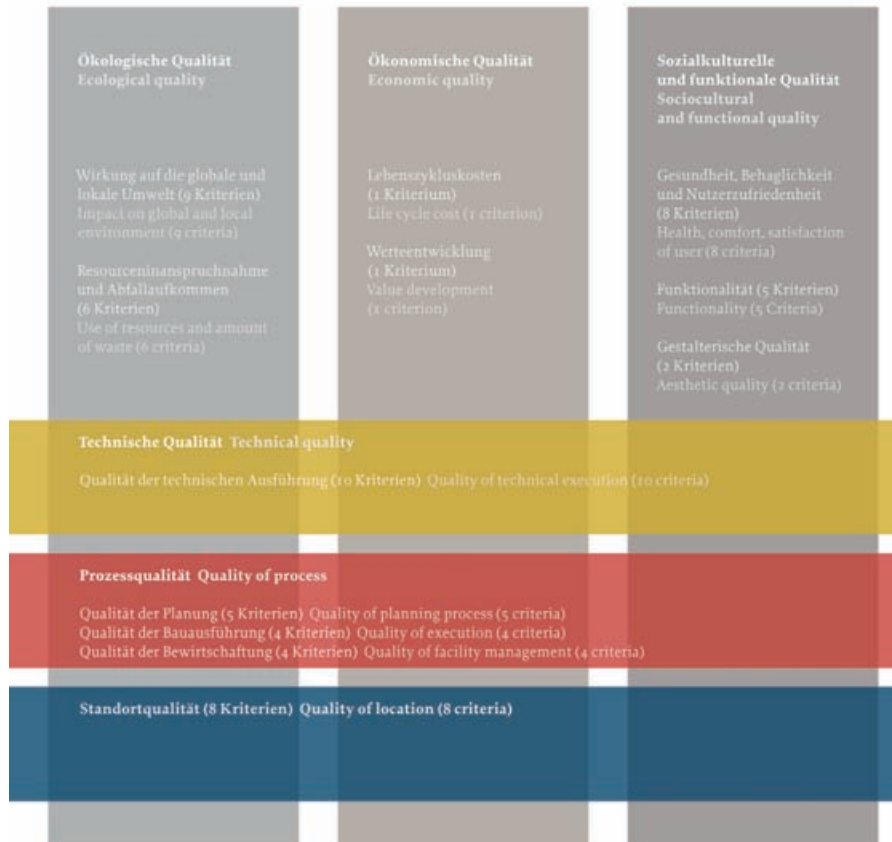 Ökologische Qualität
Ecological quality
Wirkung auf die globale und
lokale Umwelt (9 Kriterien)
Impact on global and local
environment (9 criteria)
Resourceninanspruchnahme
und Abfallaufkommen
(6 Kriterien)
Use of resources and amount
of waste (6 criteria)
Ökonomische Qualität
Economic quality
Lebenszykluskosten
(1 Kriterium)
Life cycle cost (1 criterion)
Werteentwicklung
(1 Kriterium)
Value development
(1 criterion)
Sozialkulturelle
und funktionale Qualität
Sociocultural
and functional quality
Gesundheit, Behaglichkeit
und Nutzerzufriedenheit
(8 Kriterien)
Health, comfort, satisfaction
of user (8 criteria)
Funktionalität (5 Kriterien)
Functionality (5 Criteria)
Gestalterische Qualität
(2 Kriterien)
Aesthetic quality (2 criteria)
Technische Qualität Technical quality
Qualität der technischen Ausführung (10 Kriterien) Quality of technical execution (10 criteria)
Prozessqualität Quality of process
Qualität der Planung (5 Kriterien) Quality of planning process (5 criteria)
Qualität der Bauausführung (4 Kriterien) Quality of execution (4 criteria)
Qualität der Bewirtschaftung (4 Kriterien) Quality of facility management (4 criteria)
Standortqualität (8 Kriterien) Quality of location (8 criteria)